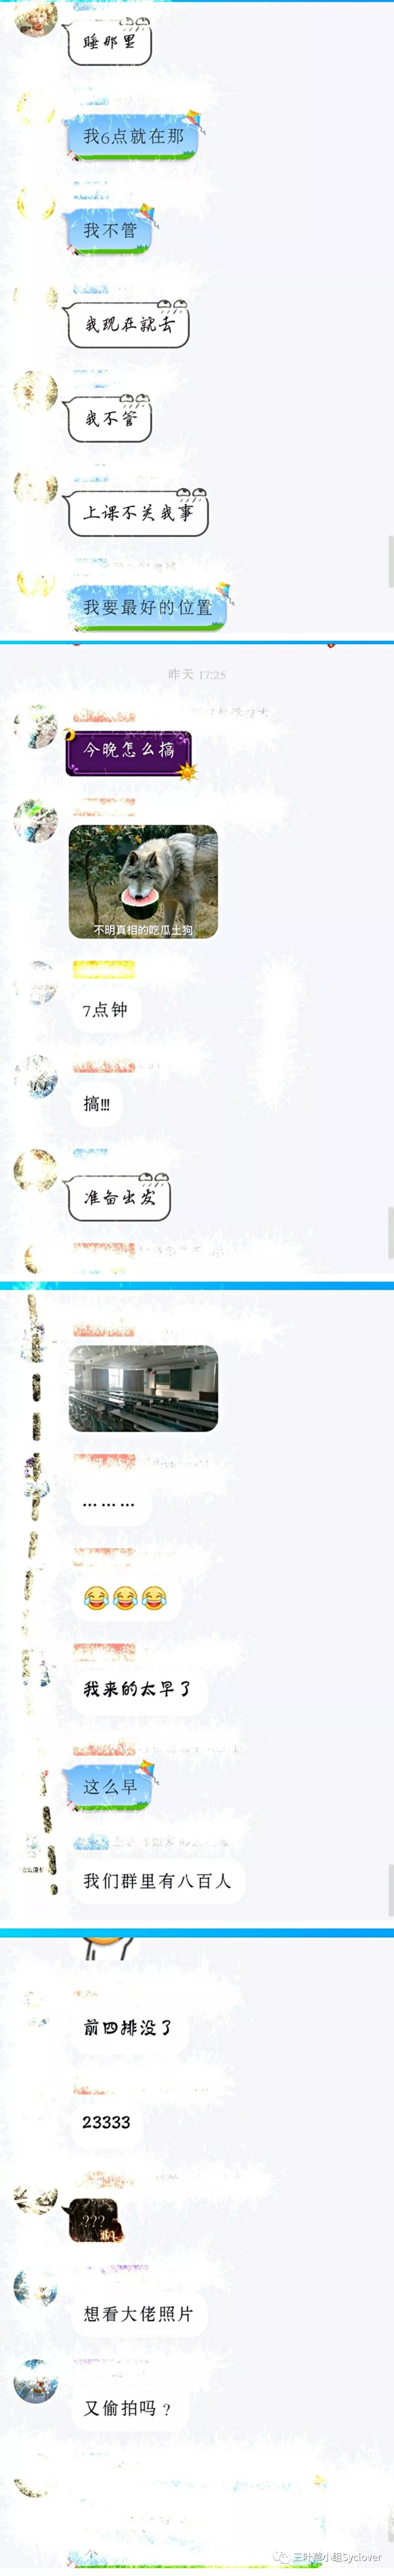 睡那里
我6点就在那
我不管
我现在就去
我不管
上课不关我事
我要最好的位置
昨天 17:25
今晚怎么搞
不明真相的吃瓜土狗
7点钟
搞!!!
准备出发
………
我来的太早了
这么早
我们群里有八百人
前四排没了
23333
???
想看大佬照片
又偷拍吗？
三叶草小组Syclover